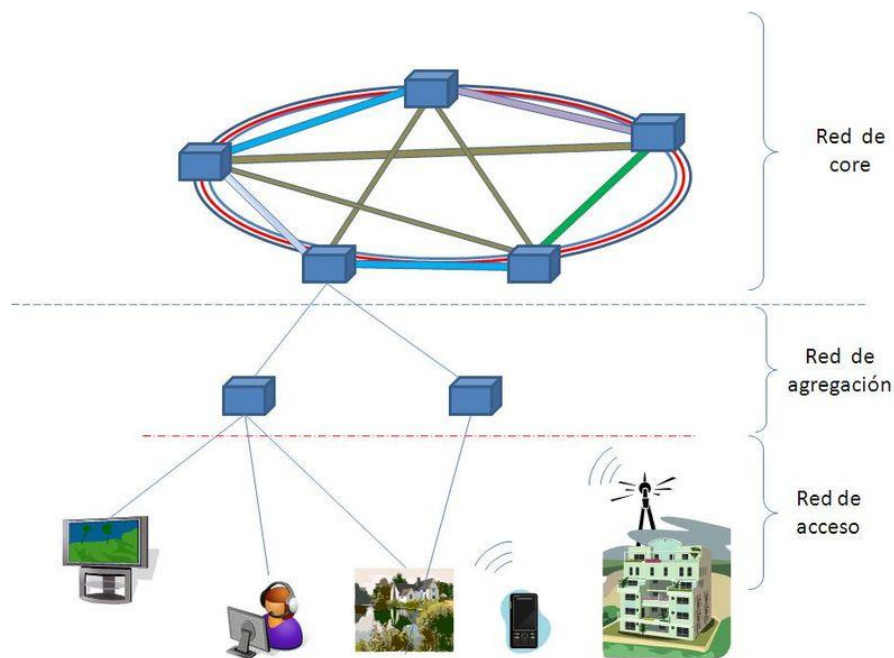 Red de
core
Red de
agregación
Red de
acceso